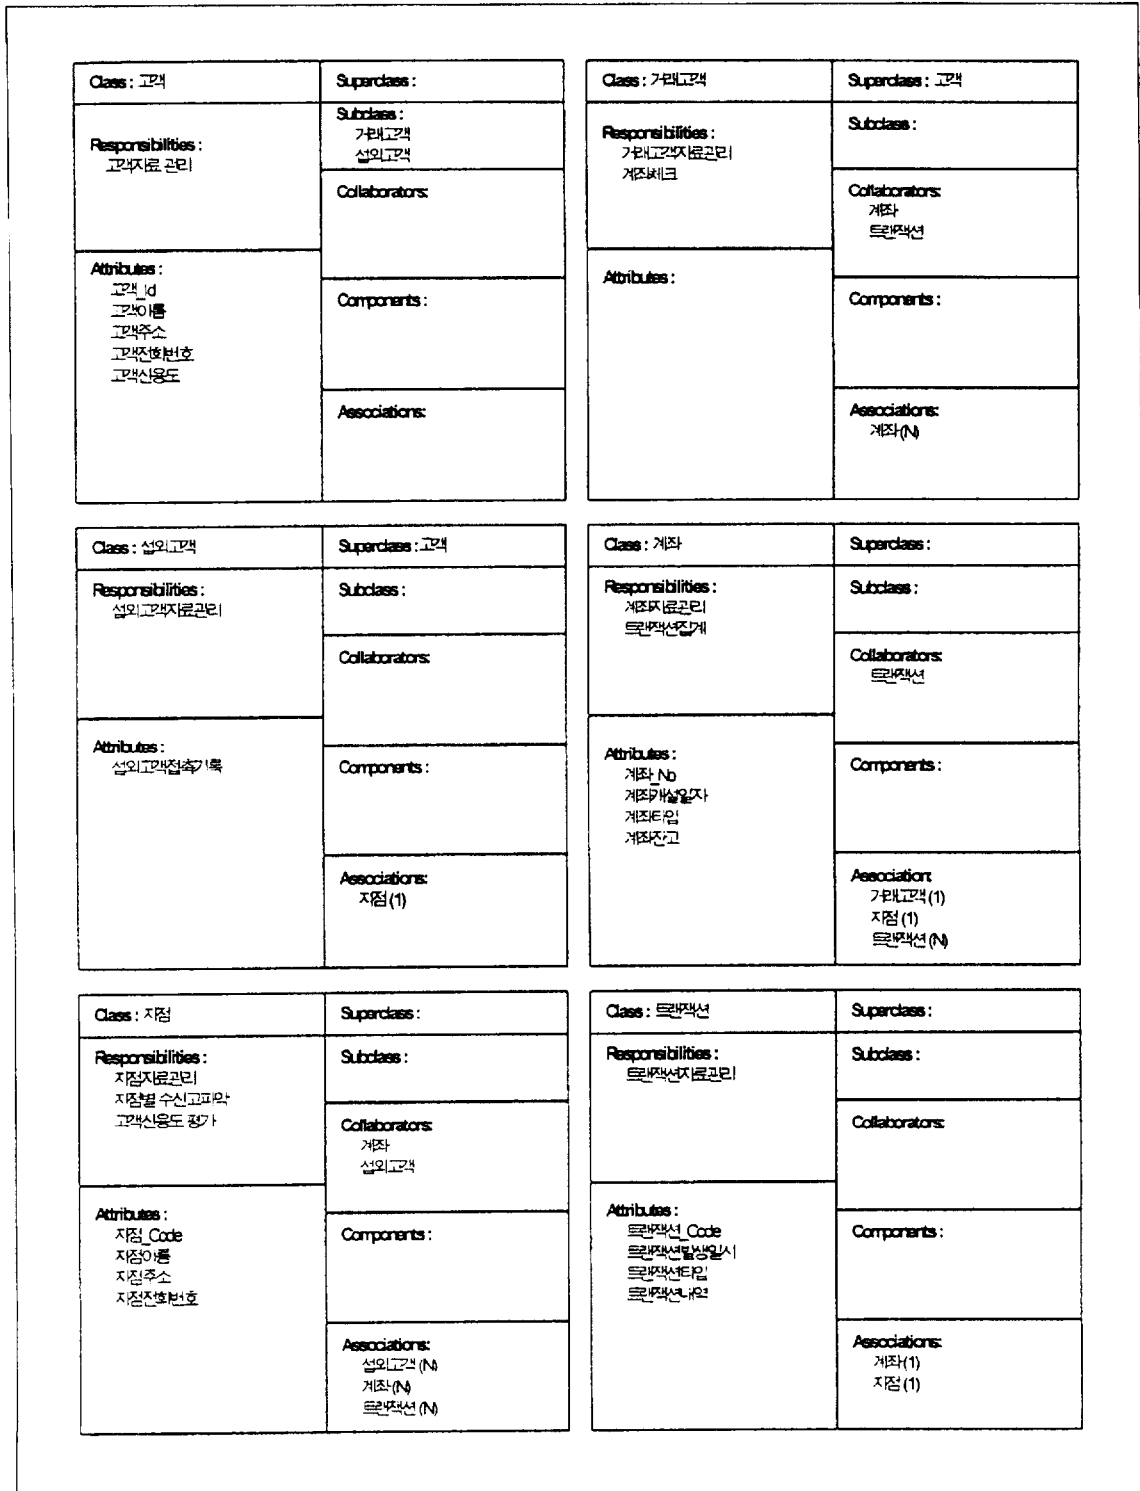 Class : 고객
Superclass :
Responsibilities :
고객자료 관리
Subclass :
거래고객
섭외고객
Collaborators:
Attributes :
고객_id
고객이름
고객주소
고객전화번호
고객신용도
Components :
Associations:
Class : 거래고객
Superclass : 고객
Responsibilities :
거래고객자료관리
계좌체크
Subclass :
Collaborators:
계좌
트랜잭션
Attributes :
Components :
Associations:
계좌(N)
Class : 섭외고객
Superclass : 고객
Responsibilities :
섭외고객자료관리
Subclass :
Collaborators:
Attributes :
섭외고객접촉기록
Components :
Associations:
지점(1)
Class : 계좌
Superclass :
Responsibilities :
계좌자료관리
트랜잭션집계
Subclass :
Collaborators:
트랜잭션
Attributes :
계좌_No
계좌개설일자
계좌타입
계좌잔고
Components :
Association:
거래고객(1)
지점(1)
트랜잭션(N)
Class : 지점
Superclass :
Responsibilities :
지점자료관리
지점별 수신고파악
고객신용도 평가
Subclass :
Collaborators:
계좌
섭외고객
Attributes :
지점_Code
지점이름
지점주소
지점전화번호
Components :
Associations:
섭외고객(N)
계좌(N)
트랜잭션(N)
Class : 트랜잭션
Superclass :
Responsibilities :
트랜잭션자료관리
Subclass :
Collaborators:
Attributes :
트랜잭션_Code
트랜잭션발생일시
트랜잭션타입
트랜잭션내역
Components :
Associations:
계좌(1)
지점(1)